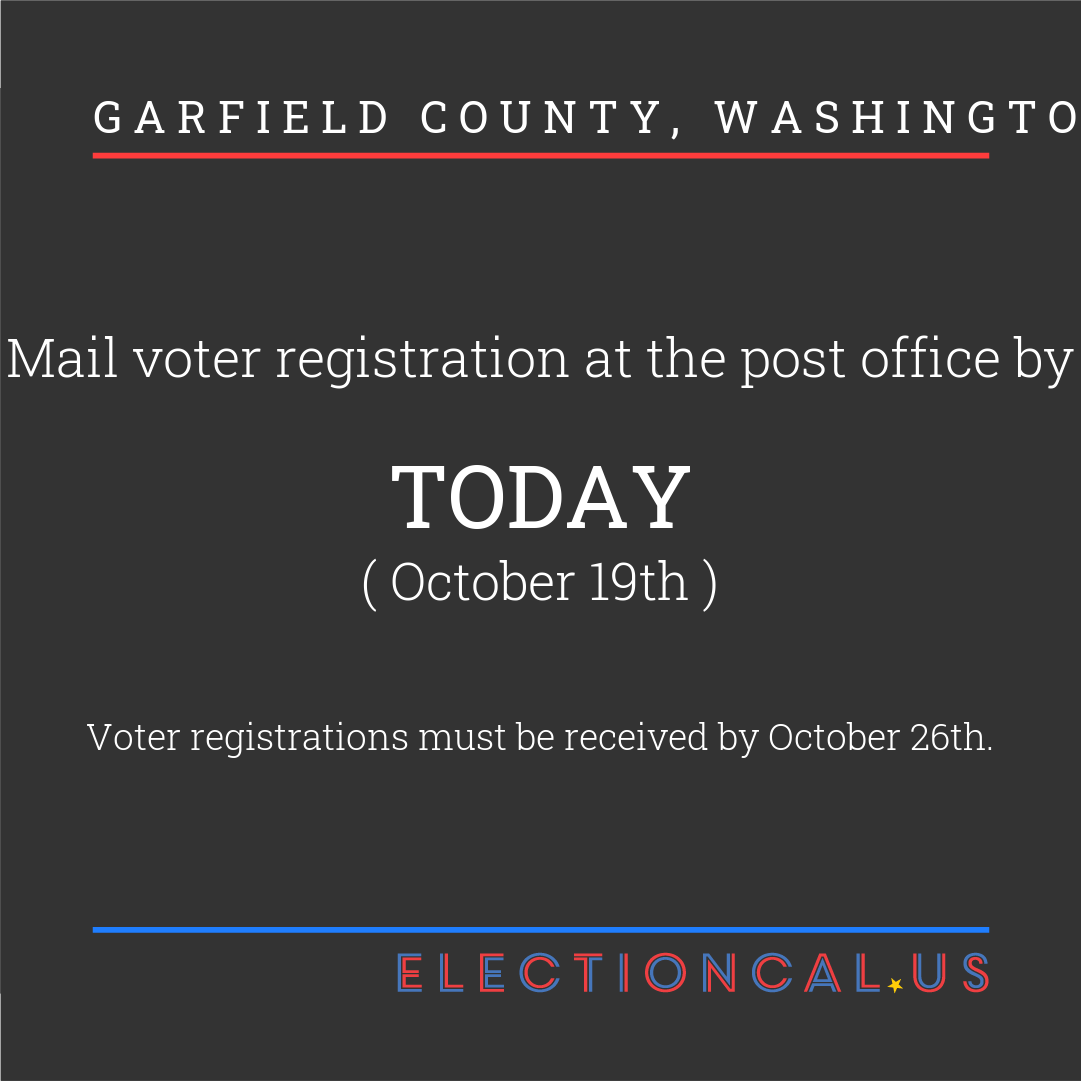 GARFIELD COUNTY, WASHINGTO
Mail voter registration at the post office by
TODAY
( October 19th )
Voter registrations must be received by October 26th.
ELECTIONCAL.US